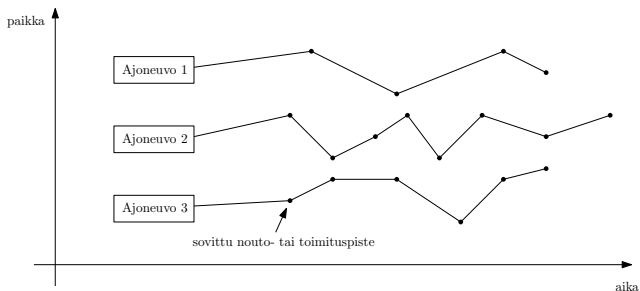 paikka
Ajoneuvo 1
Ajoneuvo 2
Ajoneuvo 3
sovittu nouto- tai toimituspiste
aika